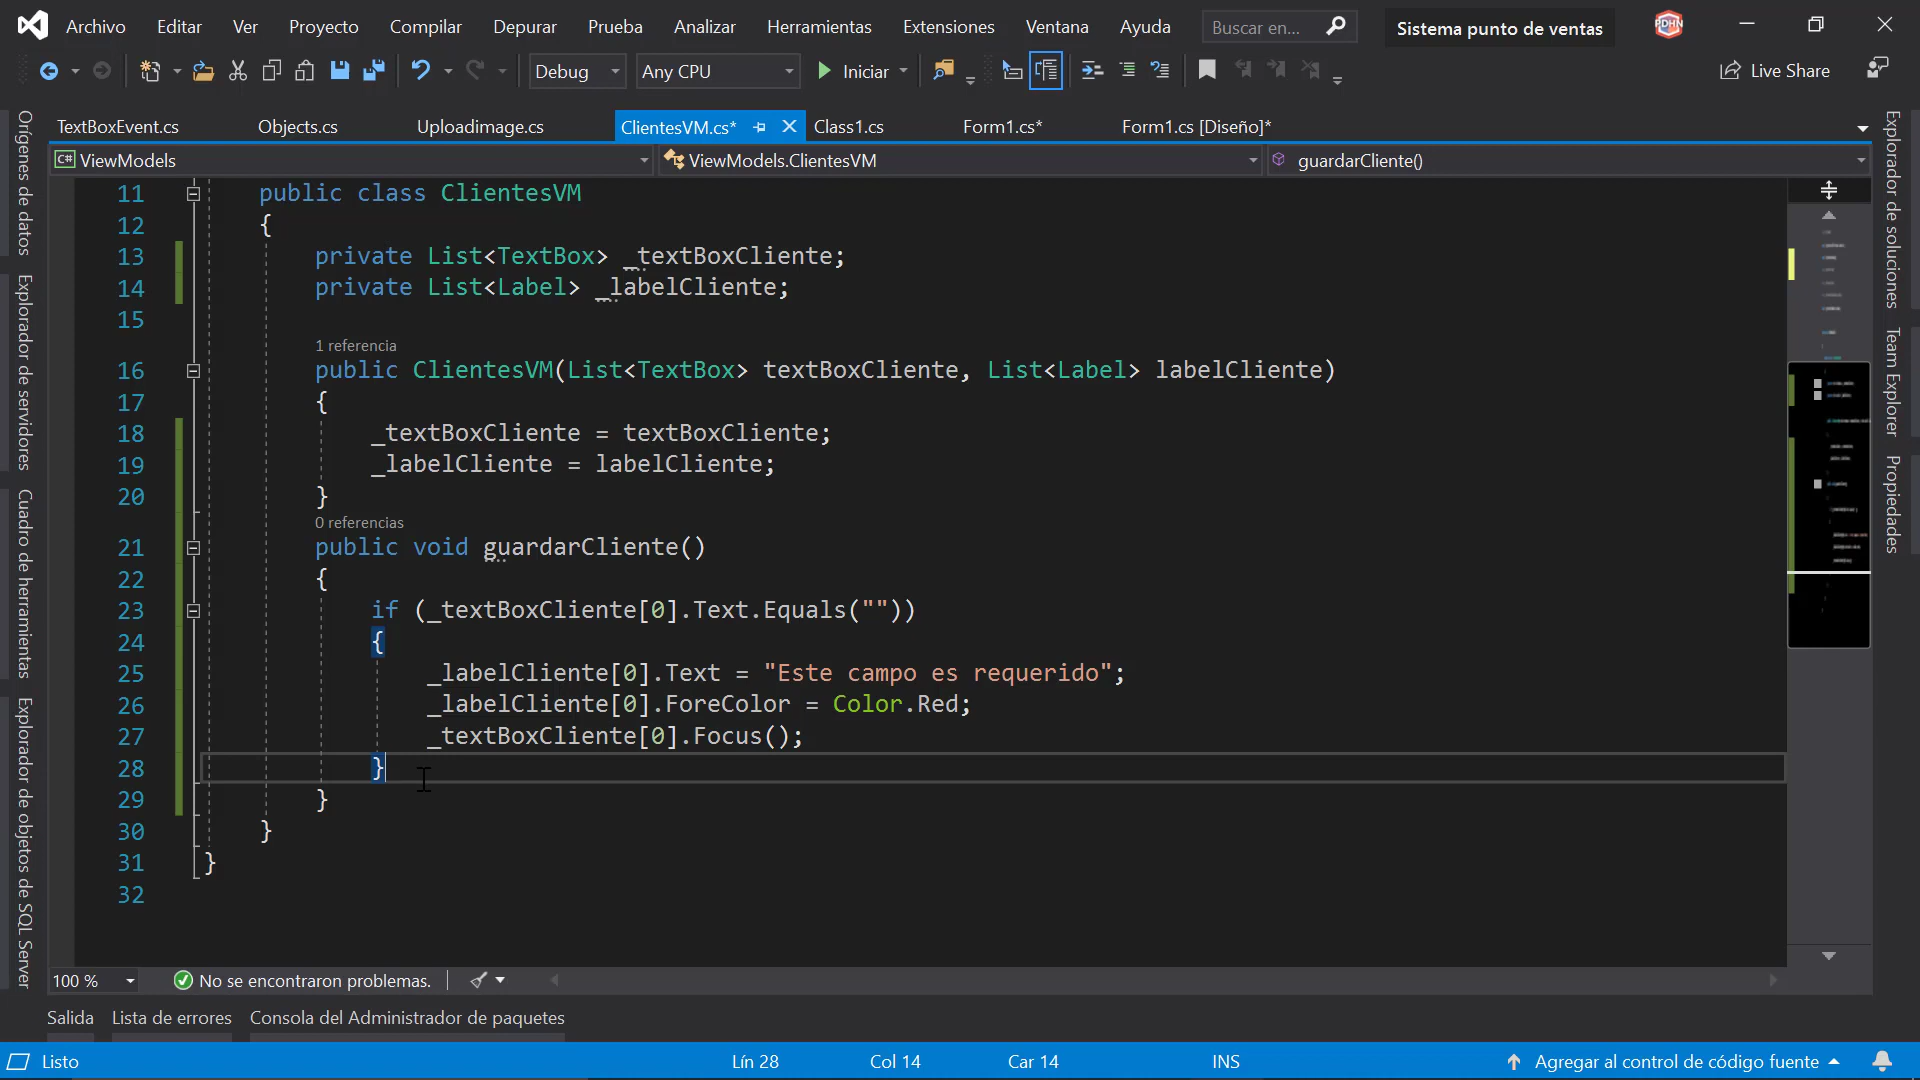 Archivo Editar Ver Proyecto Compilar Depurar Prueba Analizar Herramientas Extensiones Ventana Ayuda Buscar en... Sistema punto de ventas PDHN
Debug Any CPU Iniciar Live Share
TextBoxEvent.cs Objects.cs Uploadimage.cs ClientesVM.cs* Class1.cs Form1.cs* Form1.cs [Diseño]*
C# ViewModels ViewModels.ClientesVM guardarCliente()
11 public class ClientesVM
12 {
13 private List<TextBox> _textBoxCliente;
14 private List<Label> _labelCliente;
15
1 referencia
16 public ClientesVM(List<TextBox> textBoxCliente, List<Label> labelCliente)
17 {
18 _textBoxCliente = textBoxCliente;
19 _labelCliente = labelCliente;
20 }
0 referencias
21 public void guardarCliente()
22 {
23 if (_textBoxCliente[0].Text.Equals(""))
24 {
25 _labelCliente[0].Text = "Este campo es requerido";
26 _labelCliente[0].ForeColor = Color.Red;
27 _textBoxCliente[0].Focus();
28 }
29 }
30 }
31 }
32
Orígenes de datos
Explorador de servidores
Cuadro de herramientas
Explorador de objetos de SQL Server
Explorador de soluciones
Team Explorer
Propiedades
100 % No se encontraron problemas.
Salida Lista de errores Consola del Administrador de paquetes
Listo Lín 28 Col 14 Car 14 INS Agregar al control de código fuente